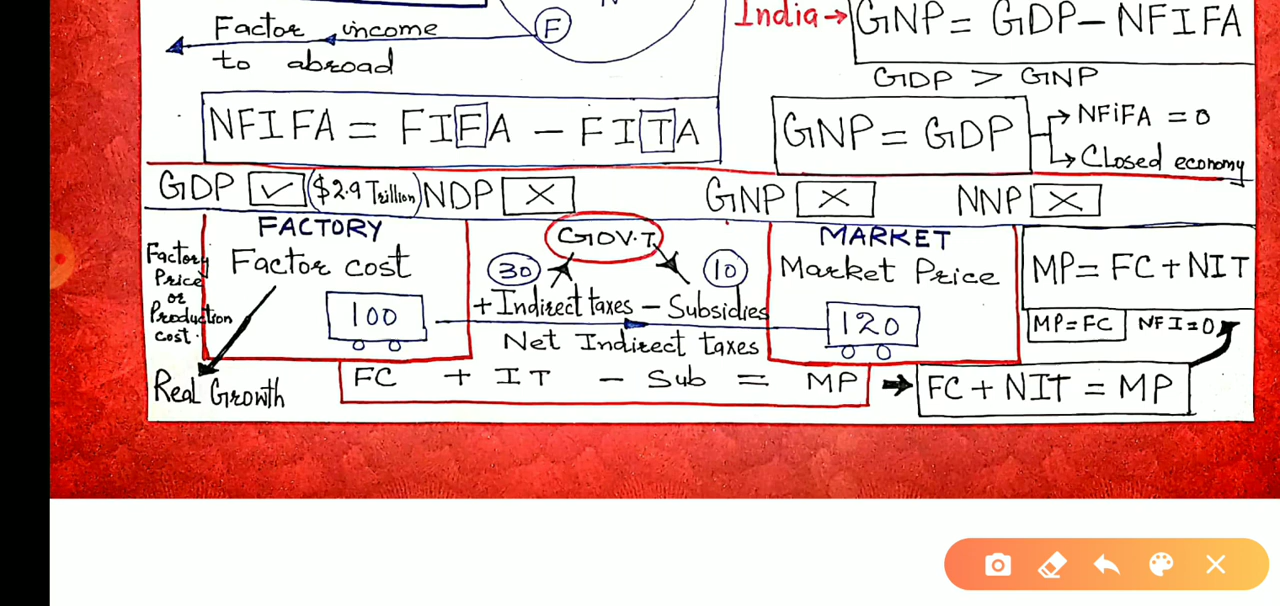 Factor income
to abroad
F
N
India → GNP = GDP − NFIFA
GDP > GNP
NFIFA = FIFA − FITA
GNP = GDP
NFiFA = 0
Closed economy
GDP ✓ ($2.9 Trillion) NDP ✗ GNP ✗ NNP ✗
FACTORY
Factor cost
100
Factory
Price
or
Production
cost.
GOVT.
30
10
+ Indirect taxes − Subsidies
Net Indirect taxes
MARKET
Market Price
120
MP = FC + NIT
MP = FC NFI = 0
Real Growth
FC + IT − Sub = MP → FC + NIT = MP